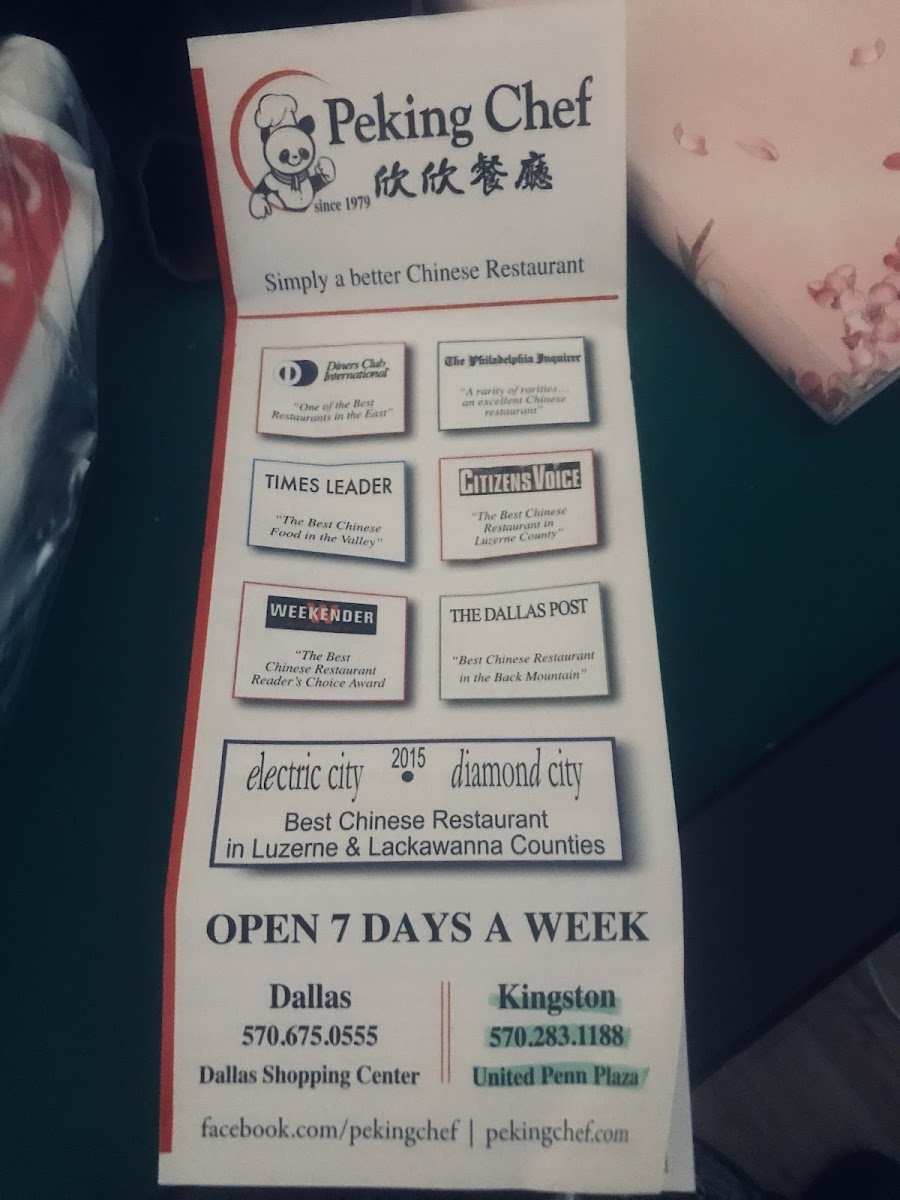 Peking Chef
since 1979 欣欣餐廳
Simply a better Chinese Restaurant
Diners Club
International
"One of the Best
Restaurants in the East"
The Philadelphia Inquirer
"A rarity of rarities...
an excellent Chinese
restaurant"
TIMES LEADER
"The Best Chinese
Food in the Valley"
CITIZENS VOICE
"The Best Chinese
Restaurant in
Luzerne County"
WEEKENDER
"The Best
Chinese Restaurant
Reader's Choice Award
THE DALLAS POST
"Best Chinese Restaurant
in the Back Mountain"
electric city 2015 • diamond city
Best Chinese Restaurant
in Luzerne & Lackawanna Counties
OPEN 7 DAYS A WEEK
Dallas
570.675.0555
Dallas Shopping Center
Kingston
570.283.1188
United Penn Plaza
facebook.com/pekingchef | pekingchef.com